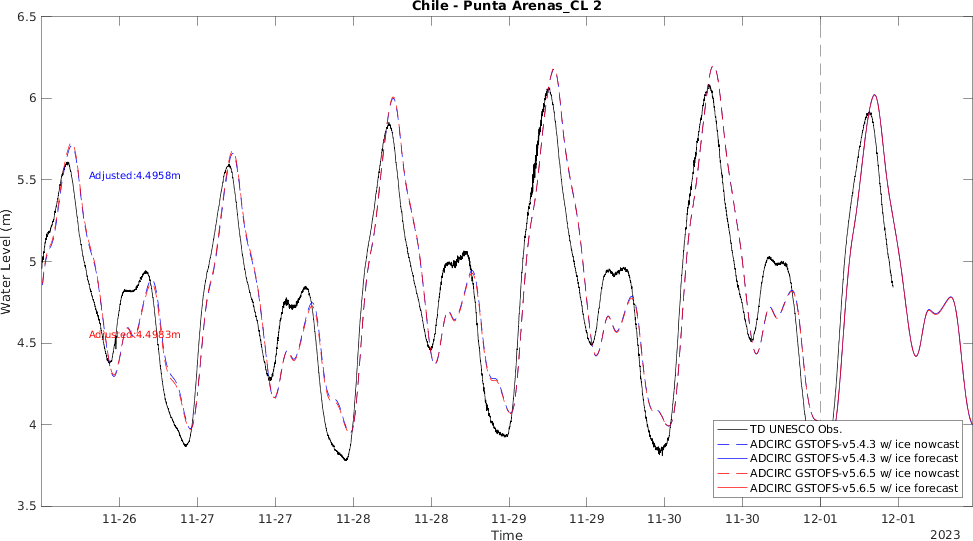 Chile - Punta Arenas_CL 2
6.5
6
5.5
5
4.5
4
3.5
Water Level (m)
Adjusted:4.4958m
Adjusted:4.4983m
TD UNESCO Obs.
ADCIRC GSTOFS-v5.4.3 w/ ice nowcast
ADCIRC GSTOFS-v5.4.3 w/ ice forecast
ADCIRC GSTOFS-v5.6.5 w/ ice nowcast
ADCIRC GSTOFS-v5.6.5 w/ ice forecast
11-26 11-27 11-27 11-28 11-28 11-29 11-29 11-30 11-30 12-01 12-01
Time
2023